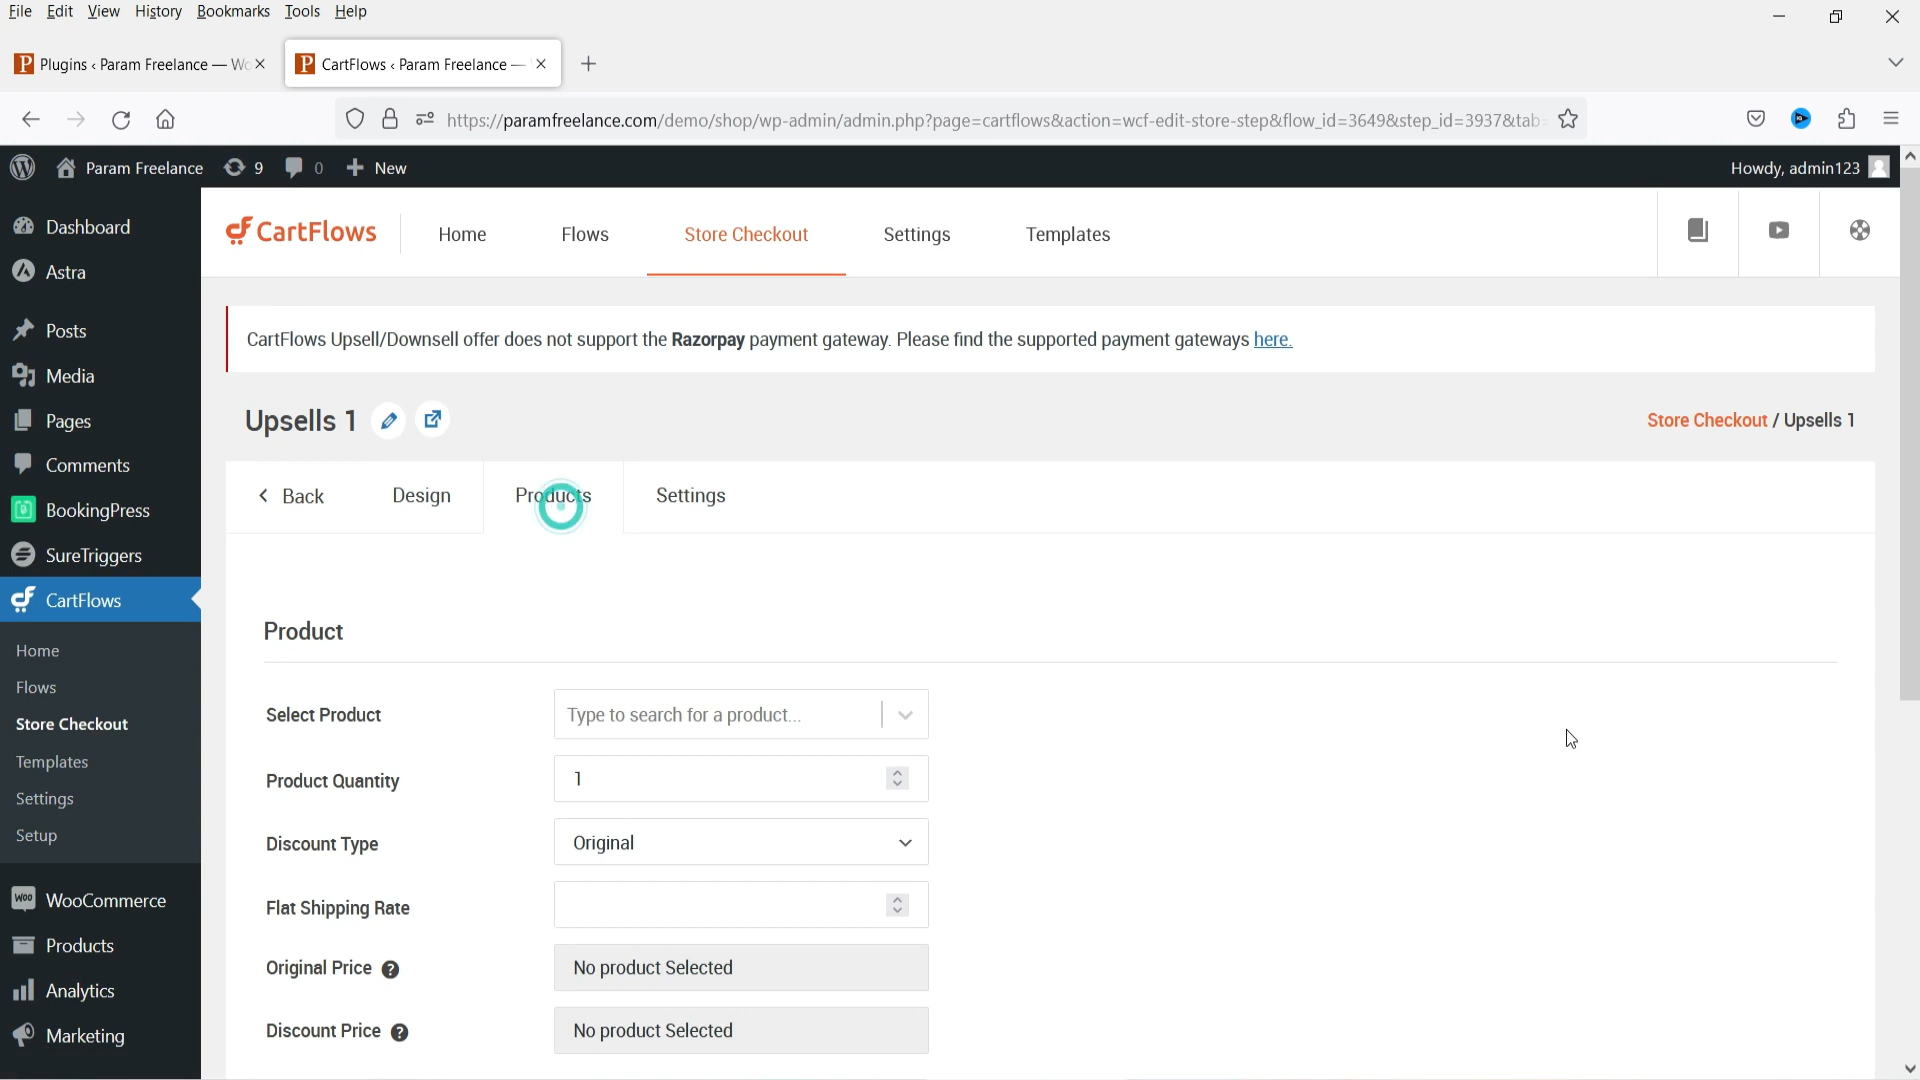 File Edit View History Bookmarks Tools Help
Plugins ‹ Param Freelance — Wo
CartFlows ‹ Param Freelance —
https://paramfreelance.com/demo/shop/wp-admin/admin.php?page=cartflows&action=wcf-edit-store-step&flow_id=3649&step_id=3937&tab=
Param Freelance 9 0 New Howdy, admin123
Dashboard
Astra
Posts
Media
Pages
Comments
BookingPress
SureTriggers
CartFlows
Home
Flows
Store Checkout
Templates
Settings
Setup
WooCommerce
Products
Analytics
Marketing
CartFlows Home Flows Store Checkout Settings Templates
CartFlows Upsell/Downsell offer does not support the Razorpay payment gateway. Please find the supported payment gateways here.
Upsells 1
Store Checkout / Upsells 1
Back Design Products Settings
Product
Select Product Type to search for a product...
Product Quantity 1
Discount Type Original
Flat Shipping Rate
Original Price ? No product Selected
Discount Price ? No product Selected